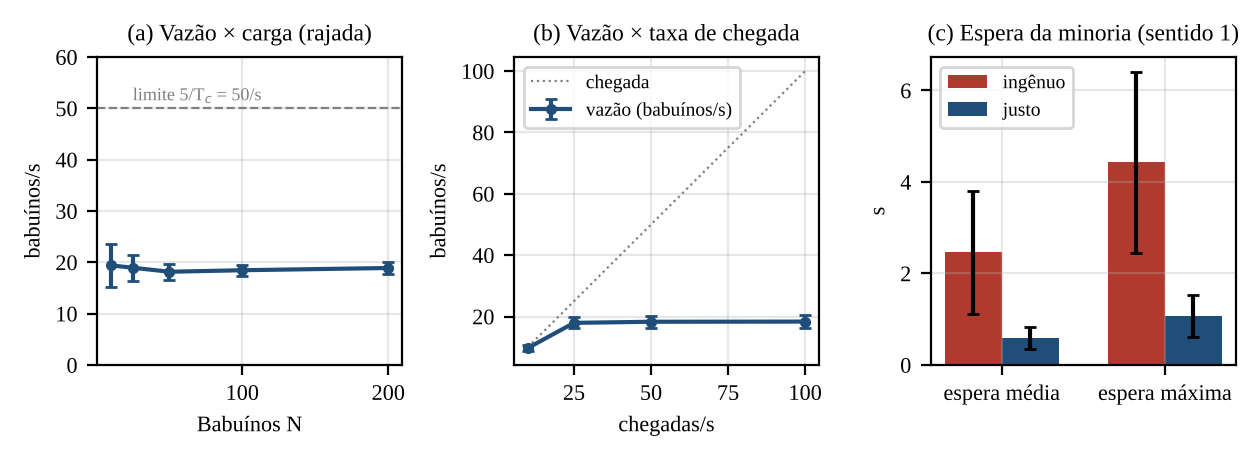 (a) Vazão × carga (rajada)
60
50
40
30
20
10
0
limite 5/Tc = 50/s
babuínos/s
100
200
Babuínos N
(b) Vazão × taxa de chegada
100
80
60
40
20
chegada
vazão (babuínos/s)
babuínos/s
25
50
75
100
chegadas/s
(c) Espera da minoria (sentido 1)
6
4
2
0
ingênuo
justo
s
espera média
espera máxima